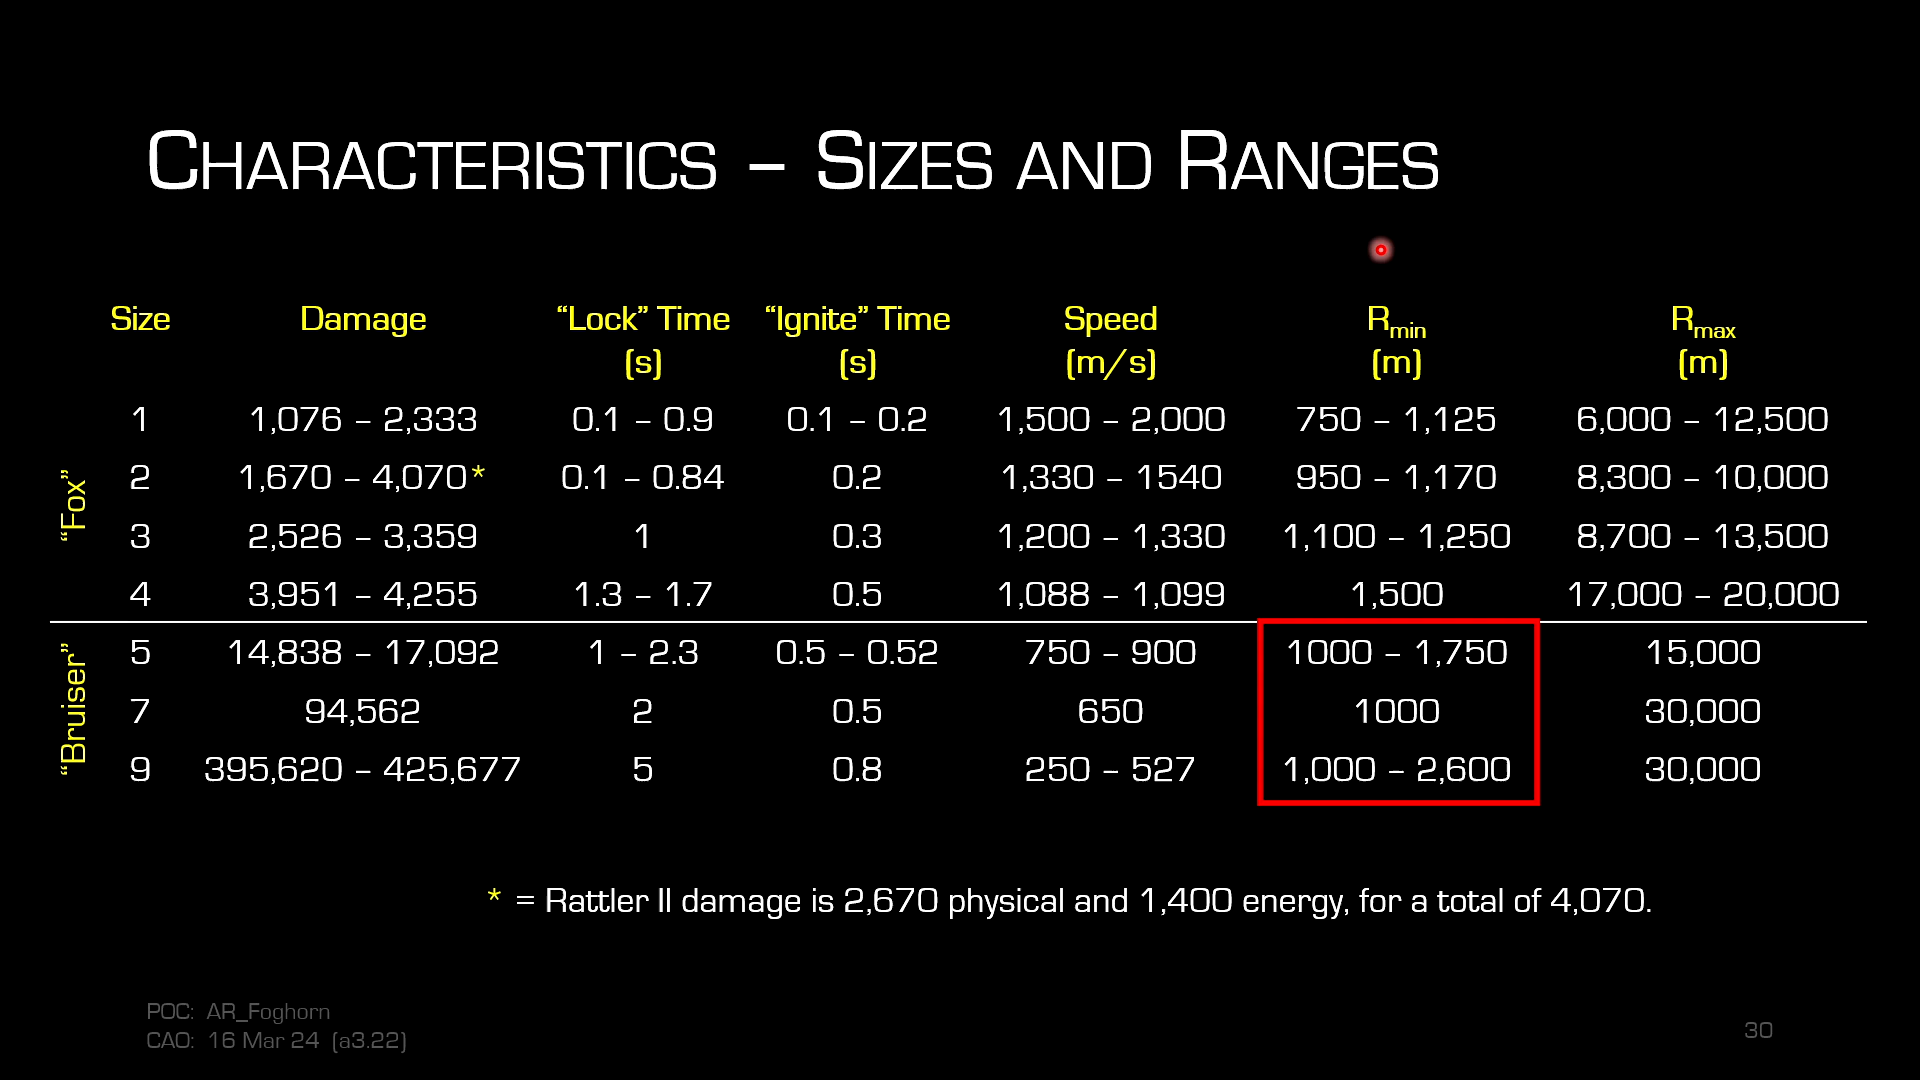 CHARACTERISTICS – SIZES AND RANGES
Size Damage “Lock” Time (s) “Ignite” Time (s) Speed (m/s) Rmin (m) Rmax (m)
“Fox”
1 1,076 – 2,333 0.1 – 0.9 0.1 – 0.2 1,500 – 2,000 750 – 1,125 6,000 – 12,500
2 1,670 – 4,070* 0.1 – 0.84 0.2 1,330 – 1540 950 – 1,170 8,300 – 10,000
3 2,526 – 3,359 1 0.3 1,200 – 1,330 1,100 – 1,250 8,700 – 13,500
4 3,951 – 4,255 1.3 – 1.7 0.5 1,088 – 1,099 1,500 17,000 – 20,000
“Bruiser”
5 14,838 – 17,092 1 – 2.3 0.5 – 0.52 750 – 900 1000 – 1,750 15,000
7 94,562 2 0.5 650 1000 30,000
9 395,620 – 425,677 5 0.8 250 – 527 1,000 – 2,600 30,000
* = Rattler II damage is 2,670 physical and 1,400 energy, for a total of 4,070.
POC: AR_Foghorn
CAO: 16 Mar 24 (a3.22)
30